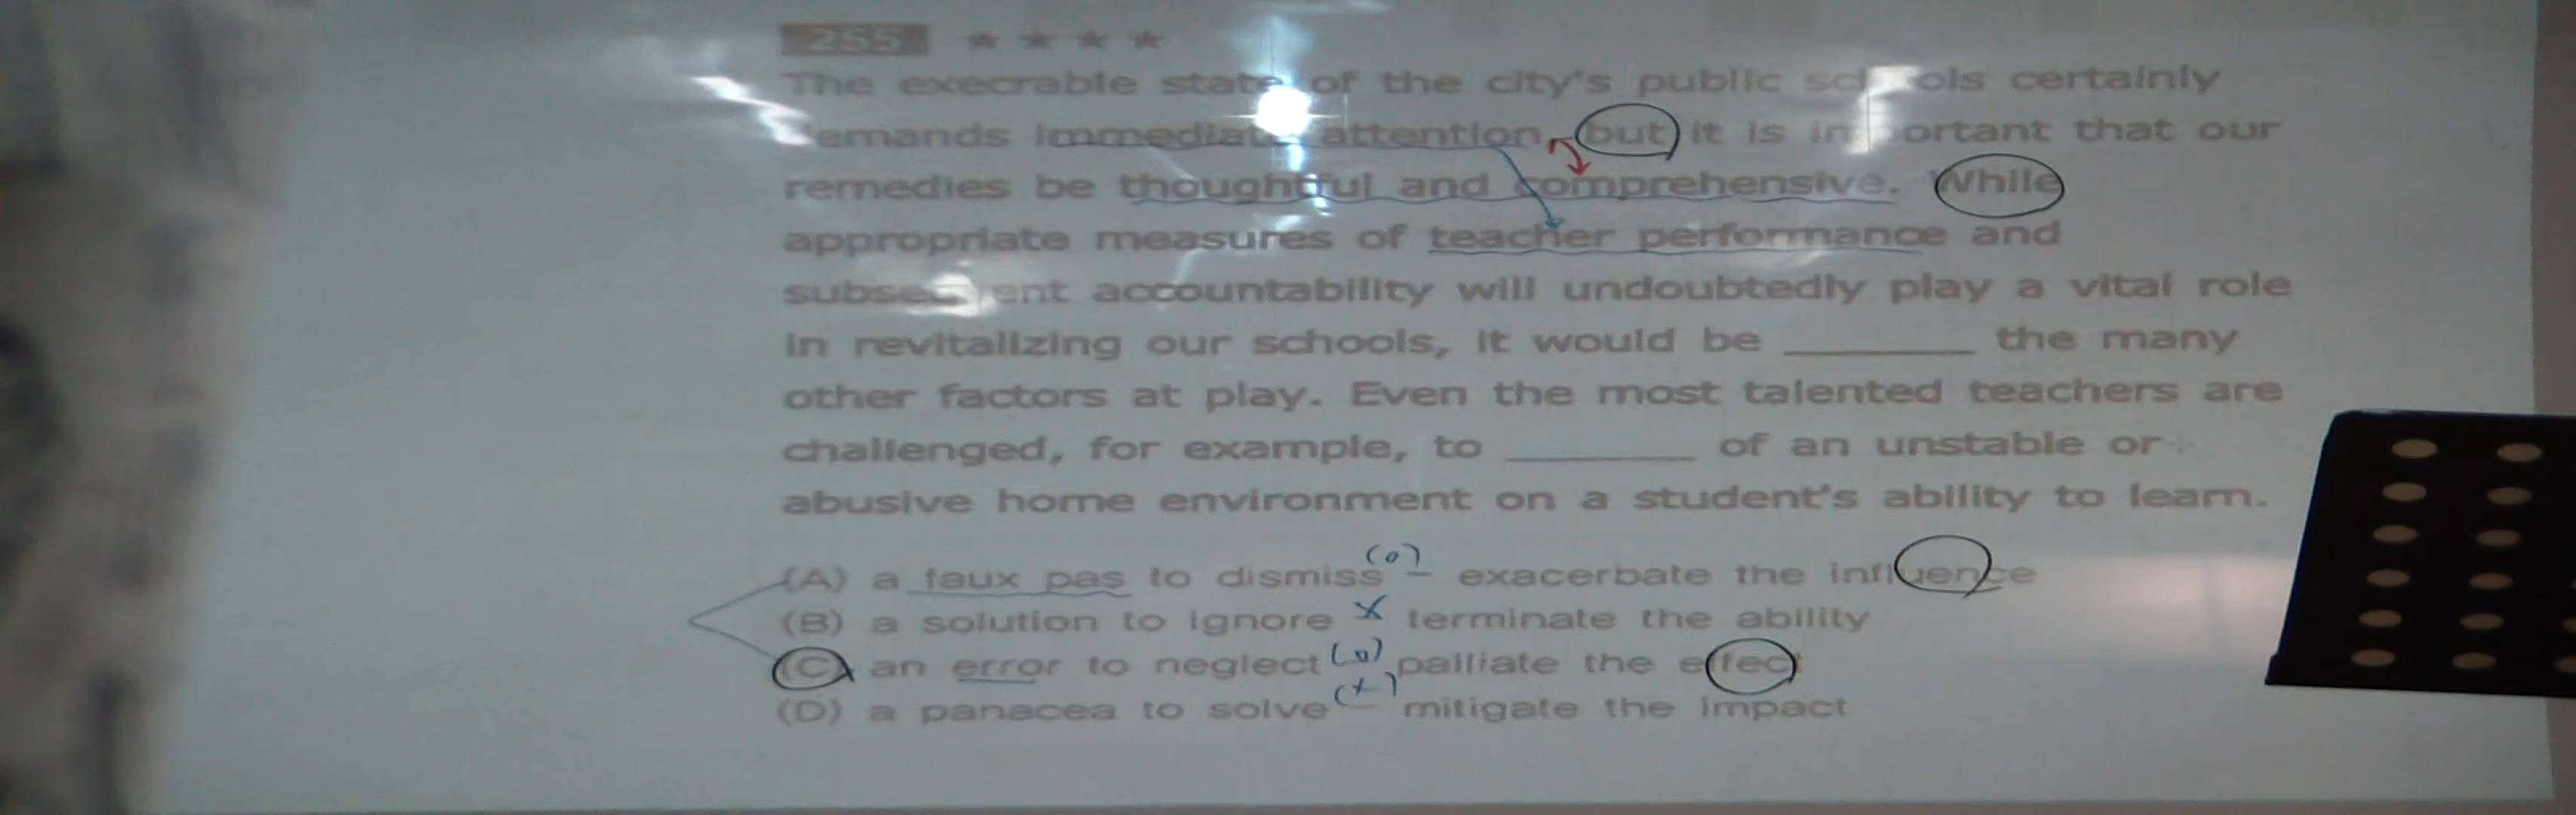 255 ★★★★
The execrable state of the city's public schools certainly
demands immediate attention, but it is important that our
remedies be thoughtful and comprehensive. While
appropriate measures of teacher performance and
subsequent accountability will undoubtedly play a vital role
in revitalizing our schools, it would be ________ the many
other factors at play. Even the most talented teachers are
challenged, for example, to ________ of an unstable or
abusive home environment on a student's ability to learn.
(A) a faux pas to dismiss (o) – exacerbate the influence
(B) a solution to ignore x terminate the ability
(C) an error to neglect (o) palliate the effect
(D) a panacea to solve (+) – mitigate the impact